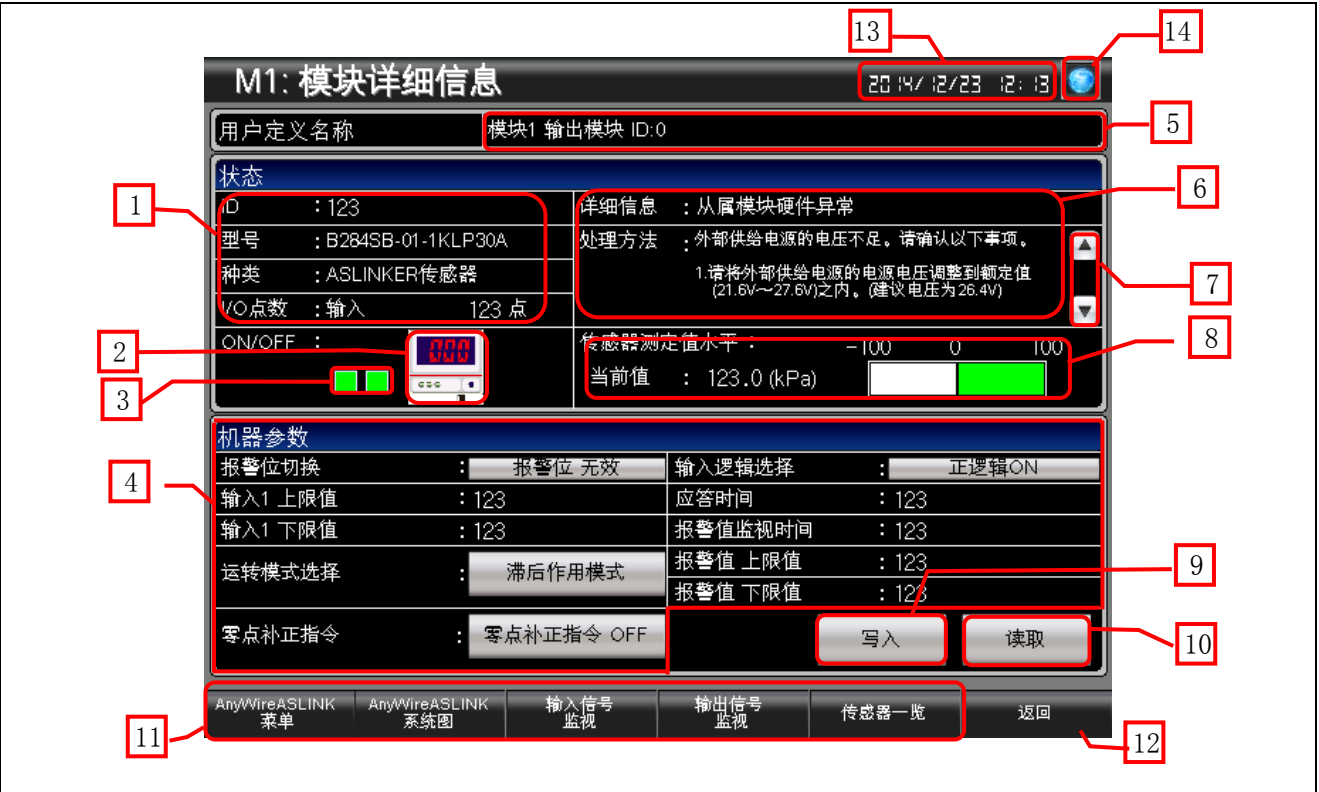 13
14
M1: 模块详细信息
2014/12/23 12:13
用户定义名称
模块1 输出模块 ID:0
5
状态
6
1
ID : 123
详细信息 : 从属模块硬件异常
型号 : B284SB-01-1KLP30A
处理方法 : 外部供给电源的电压不足。请确认以下事项。
种类 : ASLINKER传感器
1.请将外部供给电源的电源电压调整到额定值
(21.6V~27.6V)之内。(建议电压为26.4V)
7
I/O点数 : 输入 123 点
ON/OFF :
000
传感器测定值水平 :
-100 0 100
8
2
当前值 : 123.0 (kPa)
3
机器参数
报警位切换 : 报警位 无效
输入逻辑选择 : 正逻辑ON
4
输入1 上限值 : 123
应答时间 : 123
输入1 下限值 : 123
报警值监视时间 : 123
运转模式选择 : 滞后作用模式
报警值 上限值 : 123
9
报警值 下限值 : 123
零点补正指令 : 零点补正指令 OFF
写入
读取
10
AnyWireASLINK
菜单
AnyWireASLINK
系统图
输入信号
监视
输出信号
监视
传感器一览
返回
11
12